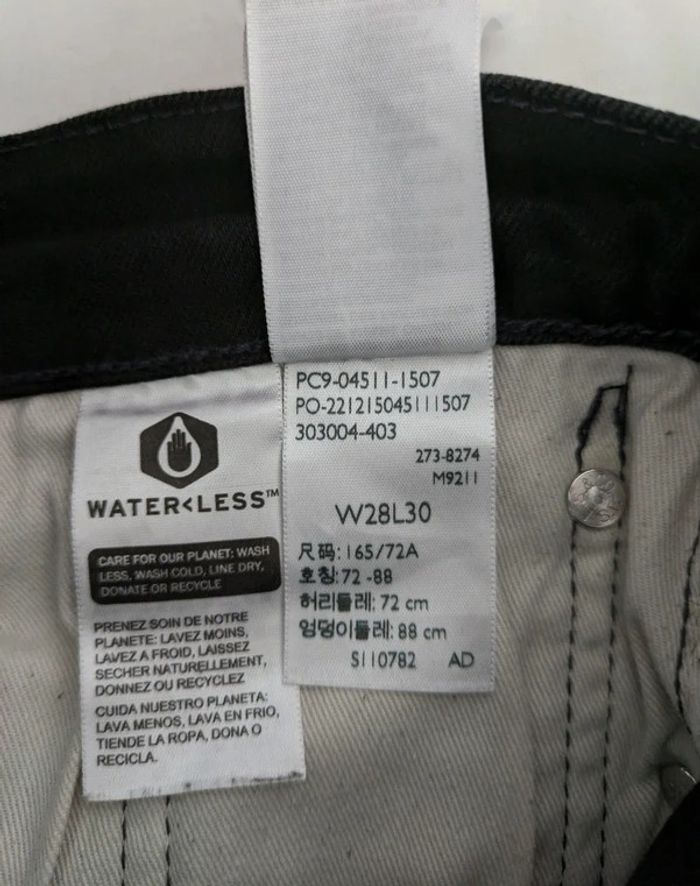 WATER<LESS™
CARE FOR OUR PLANET: WASH
LESS, WASH COLD, LINE DRY,
DONATE OR RECYCLE
PRENEZ SOIN DE NOTRE
PLANETE: LAVEZ MOINS,
LAVEZ A FROID, LAISSEZ
SECHER NATURELLEMENT,
DONNEZ OU RECYCLEZ
CUIDA NUESTRO PLANETA:
LAVA MENOS, LAVA EN FRIO,
TIENDE LA ROPA, DONA O
RECICLA.
PC9-04511-1507
PO-221215045111507
303004-403
273-8274
M9211
W28L30
尺码: 165/72A
호칭: 72 -88
허리둘레: 72 cm
엉덩이둘레: 88 cm
S110782 AD